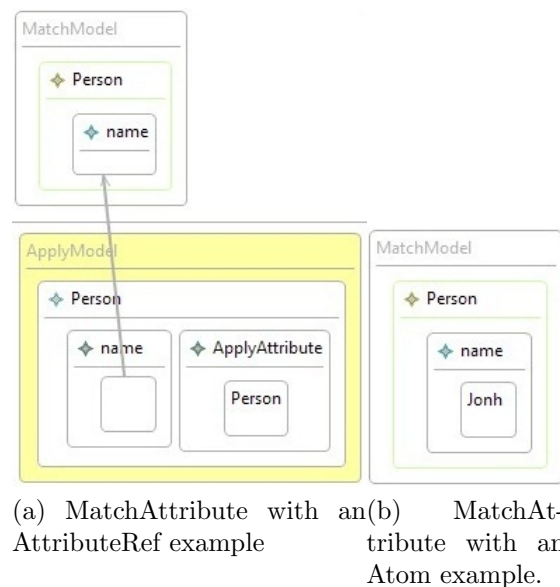 MatchModel
Person
name
ApplyModel
Person
name
ApplyAttribute
Person
MatchModel
Person
name
Jonh
(a) MatchAttribute with an
AttributeRef example
(b) MatchAt-
tribute with an
Atom example.